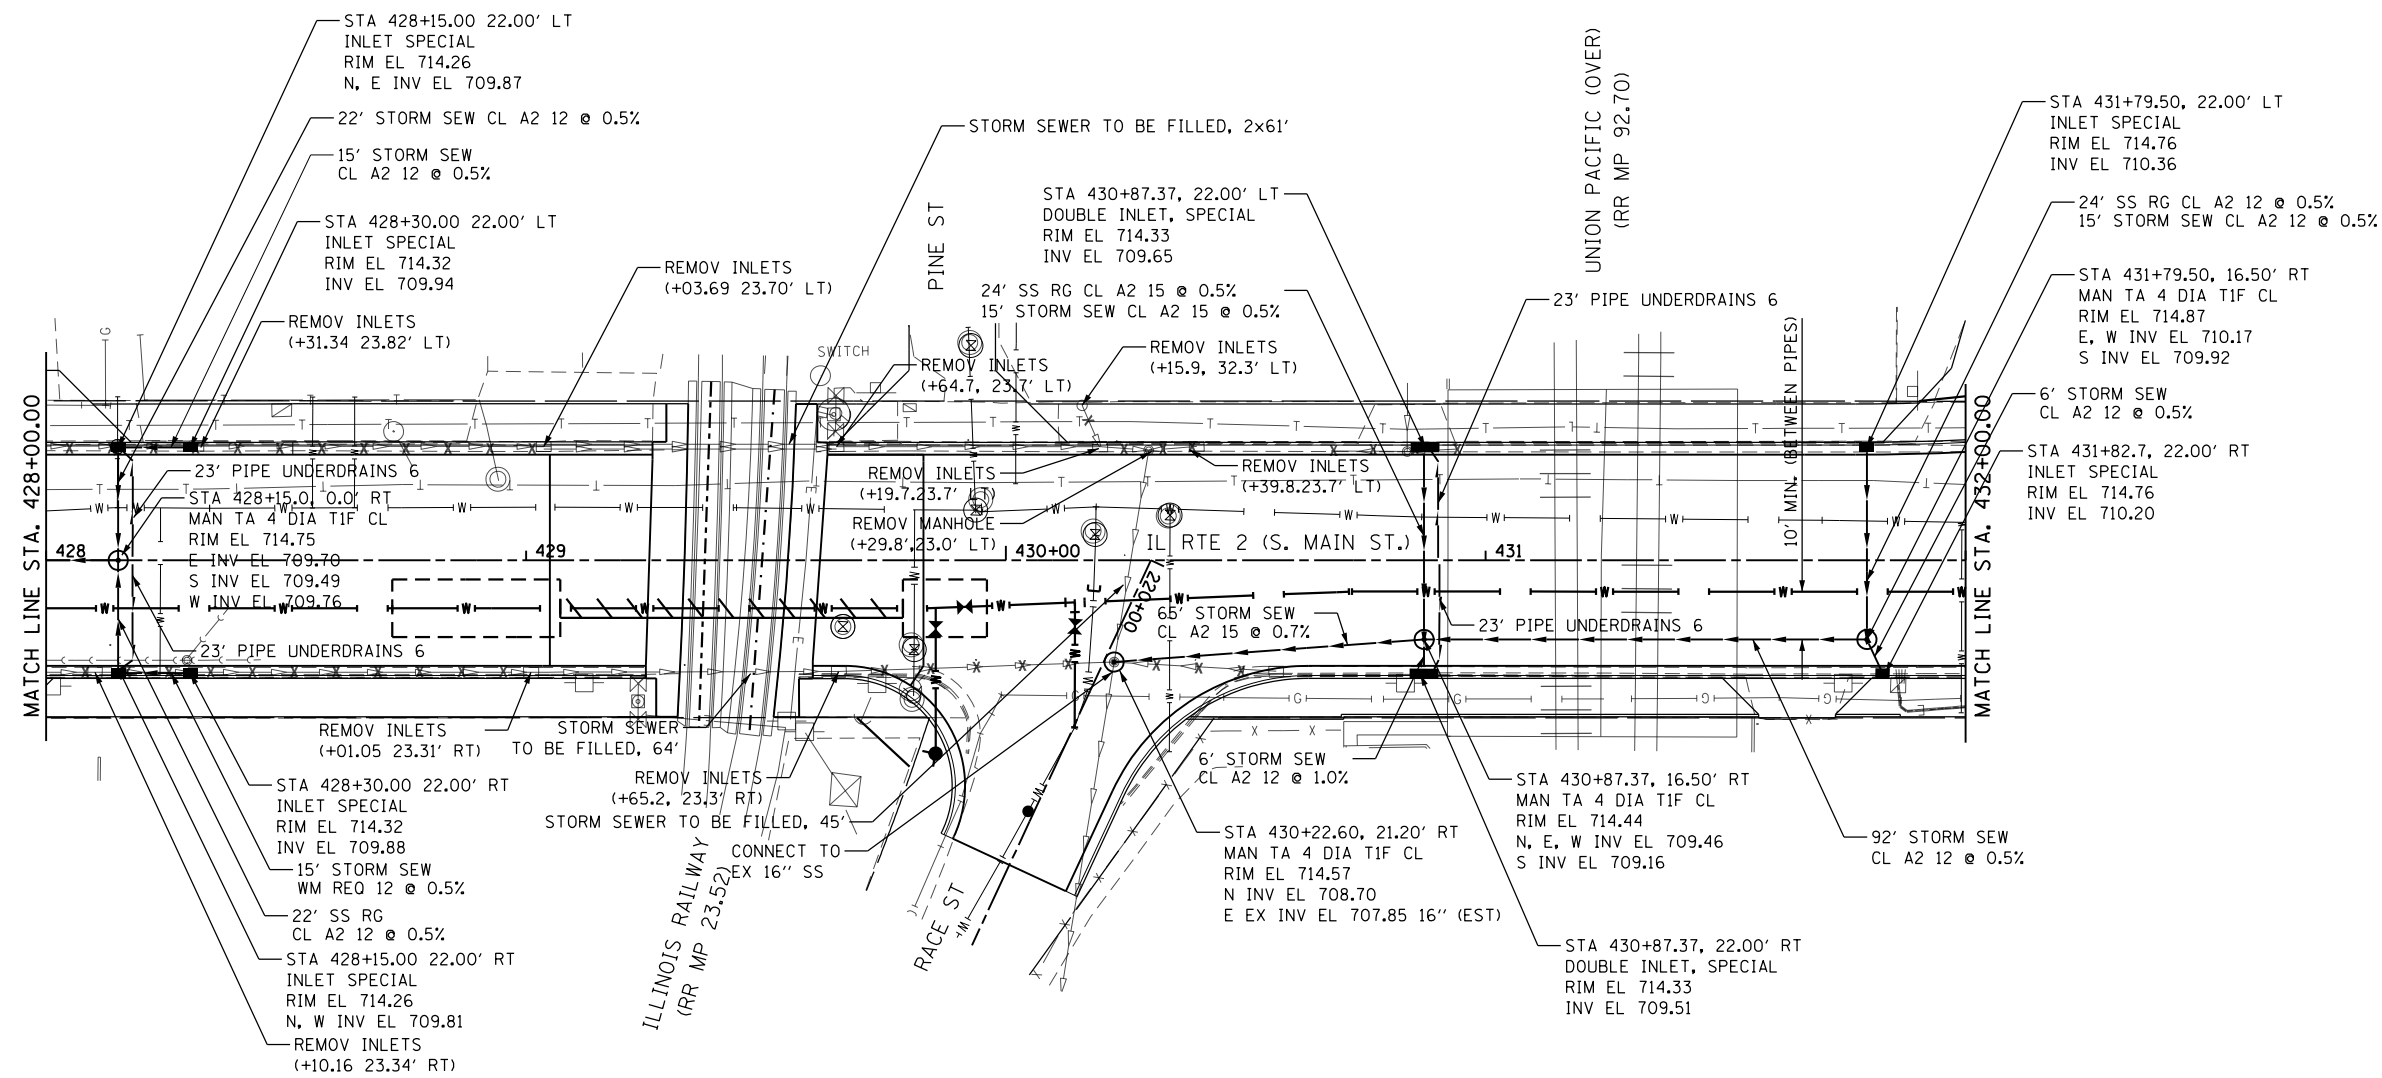 STA 428+15.00 22.00' LT
INLET SPECIAL
RIM EL 714.26
N, E INV EL 709.87
22' STORM SEW CL A2 12 @ 0.5%
15' STORM SEW
CL A2 12 @ 0.5%
STA 428+30.00 22.00' LT
INLET SPECIAL
RIM EL 714.32
INV EL 709.94
REMOV INLETS
(+31.34 23.82' LT)
REMOV INLETS
(+03.69 23.70' LT)
STORM SEWER TO BE FILLED, 2x61'
PINE ST
SWITCH
REMOV INLETS
(+64.7, 23.7' LT)
STA 430+87.37, 22.00' LT
DOUBLE INLET, SPECIAL
RIM EL 714.33
INV EL 709.65
24' SS RG CL A2 15 @ 0.5%
15' STORM SEW CL A2 15 @ 0.5%
REMOV INLETS
(+15.9, 32.3' LT)
UNION PACIFIC (OVER)
(RR MP 92.70)
23' PIPE UNDERDRAINS 6
10' MIN. (BETWEEN PIPES)
STA 431+79.50, 22.00' LT
INLET SPECIAL
RIM EL 714.76
INV EL 710.36
24' SS RG CL A2 12 @ 0.5%
15' STORM SEW CL A2 12 @ 0.5%
STA 431+79.50, 16.50' RT
MAN TA 4 DIA T1F CL
RIM EL 714.87
E, W INV EL 710.17
S INV EL 709.92
6' STORM SEW
CL A2 12 @ 0.5%
STA 431+82.7, 22.00' RT
INLET SPECIAL
RIM EL 714.76
INV EL 710.20
MATCH LINE STA. 428+00.00
MATCH LINE STA. 432+00.00
23' PIPE UNDERDRAINS 6
STA 428+15.0, 0.0' RT
MAN TA 4 DIA T1F CL
RIM EL 714.75
E INV EL 709.70
S INV EL 709.49
W INV EL 709.76
23' PIPE UNDERDRAINS 6
REMOV INLETS
(+19.7,23.7' LT)
REMOV MANHOLE
(+29.8',23.0' LT)
REMOV INLETS
(+39.8,23.7' LT)
428
429
430+00
IL RTE 2 (S. MAIN ST.)
431
220+00
65' STORM SEW
CL A2 15 @ 0.7%
23' PIPE UNDERDRAINS 6
REMOV INLETS
(+01.05 23.31' RT)
STORM SEWER
TO BE FILLED, 64'
REMOV INLETS
(+65.2, 23.3' RT)
STORM SEWER TO BE FILLED, 45'
CONNECT TO
EX 16" SS
ILLINOIS RAILWAY
(RR MP 23.52)
RACE ST
STA 428+30.00 22.00' RT
INLET SPECIAL
RIM EL 714.32
INV EL 709.88
15' STORM SEW
WM REQ 12 @ 0.5%
22' SS RG
CL A2 12 @ 0.5%
STA 428+15.00 22.00' RT
INLET SPECIAL
RIM EL 714.26
N, W INV EL 709.81
REMOV INLETS
(+10.16 23.34' RT)
6' STORM SEW
CL A2 12 @ 1.0%
STA 430+22.60, 21.20' RT
MAN TA 4 DIA T1F CL
RIM EL 714.57
N INV EL 708.70
E EX INV EL 707.85 16" (EST)
STA 430+87.37, 16.50' RT
MAN TA 4 DIA T1F CL
RIM EL 714.44
N, E, W INV EL 709.46
S INV EL 709.16
92' STORM SEW
CL A2 12 @ 0.5%
STA 430+87.37, 22.00' RT
DOUBLE INLET, SPECIAL
RIM EL 714.33
INV EL 709.51